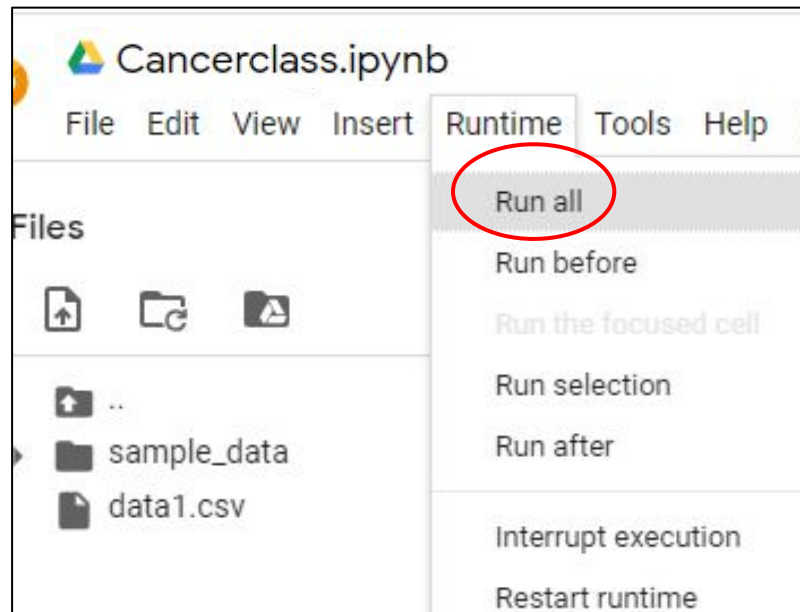 Cancerclass.ipynb
File Edit View Insert Runtime Tools Help
Files
..
sample_data
data1.csv
Run all
Run before
Run the focused cell
Run selection
Run after
Interrupt execution
Restart runtime